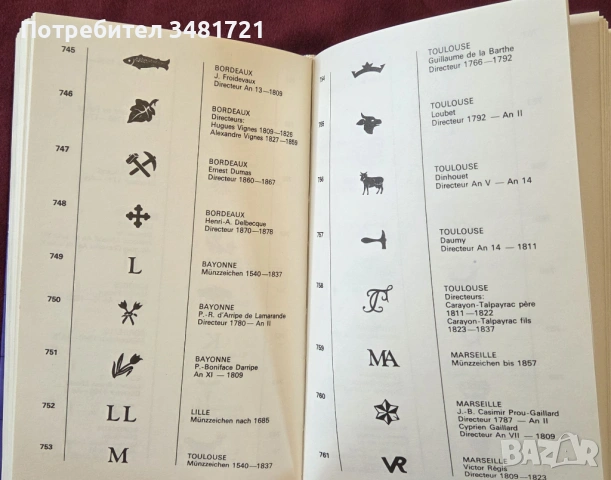 Потребител 3481721
745
BORDEAUX
J. Froidevaux
Directeur An 13—1809
746
BORDEAUX
Directeurs:
Hugues Vignes 1809—1826
Alexandre Vignes 1827—1859
747
BORDEAUX
Ernest Dumas
Directeur 1860—1867
748
BORDEAUX
Henri-A. Delbecque
Directeur 1870—1878
749
L
BAYONNE
Münzzeichen 1540—1837
750
BAYONNE
P.-R. d'Arripe de Lamarande
Directeur 1780—An II
751
BAYONNE
P.-Boniface Darripe
An XI — 1809
752
LL
LILLE
Münzzeichen nach 1685
753
M
TOULOUSE
Münzzeichen 1540—1837
754
TOULOUSE
Guillaume de la Barthe
Directeur 1766—1792
755
TOULOUSE
Loubet
Directeur 1792 — An II
756
TOULOUSE
Dinhouet
Directeur An V — An 14
757
TOULOUSE
Daumy
Directeur An 14 — 1811
758
TOULOUSE
Directeurs:
Carayon-Talpayrac père
1811—1822
Carayon-Talpayrac fils
1823—1837
759
MA
MARSEILLE
Münzzeichen bis 1857
760
MARSEILLE
J.-B. Casimir Prou-Gaillard
Directeur 1787 — An II
Cyprien Gaillard
Directeur An VII — 1809
761
VR
MARSEILLE
Victor Régis
Directeur 1809—1823
BAZAR